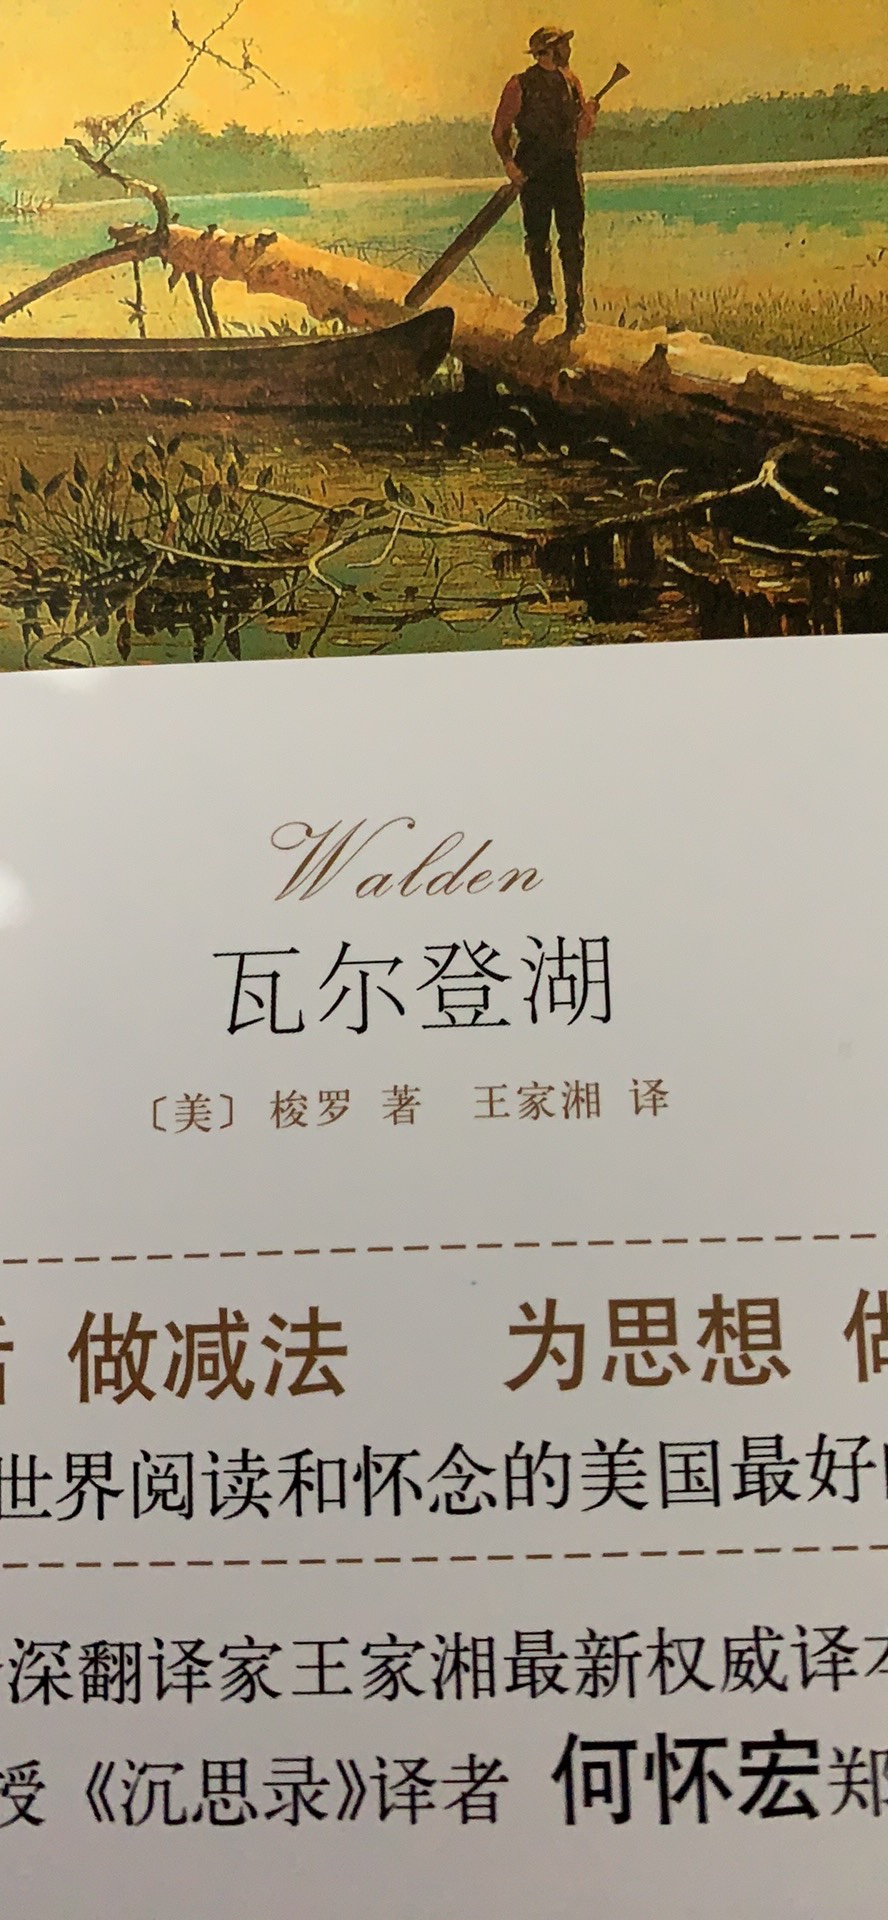 Walden
瓦尔登湖
〔美〕梭罗 著 王家湘 译
做减法 为思想
世界阅读和怀念的美国最好
深翻译家王家湘最新权威译
授《沉思录》译者 何怀宏郑